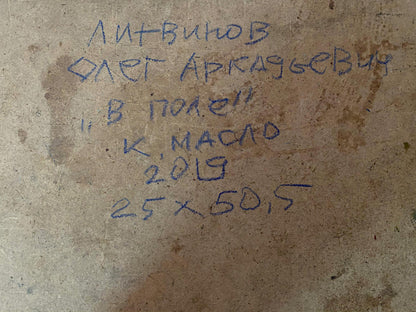 Литвинов
Олег Аркадьевич
„В поле"
К, масло
2019
25 x 50,5